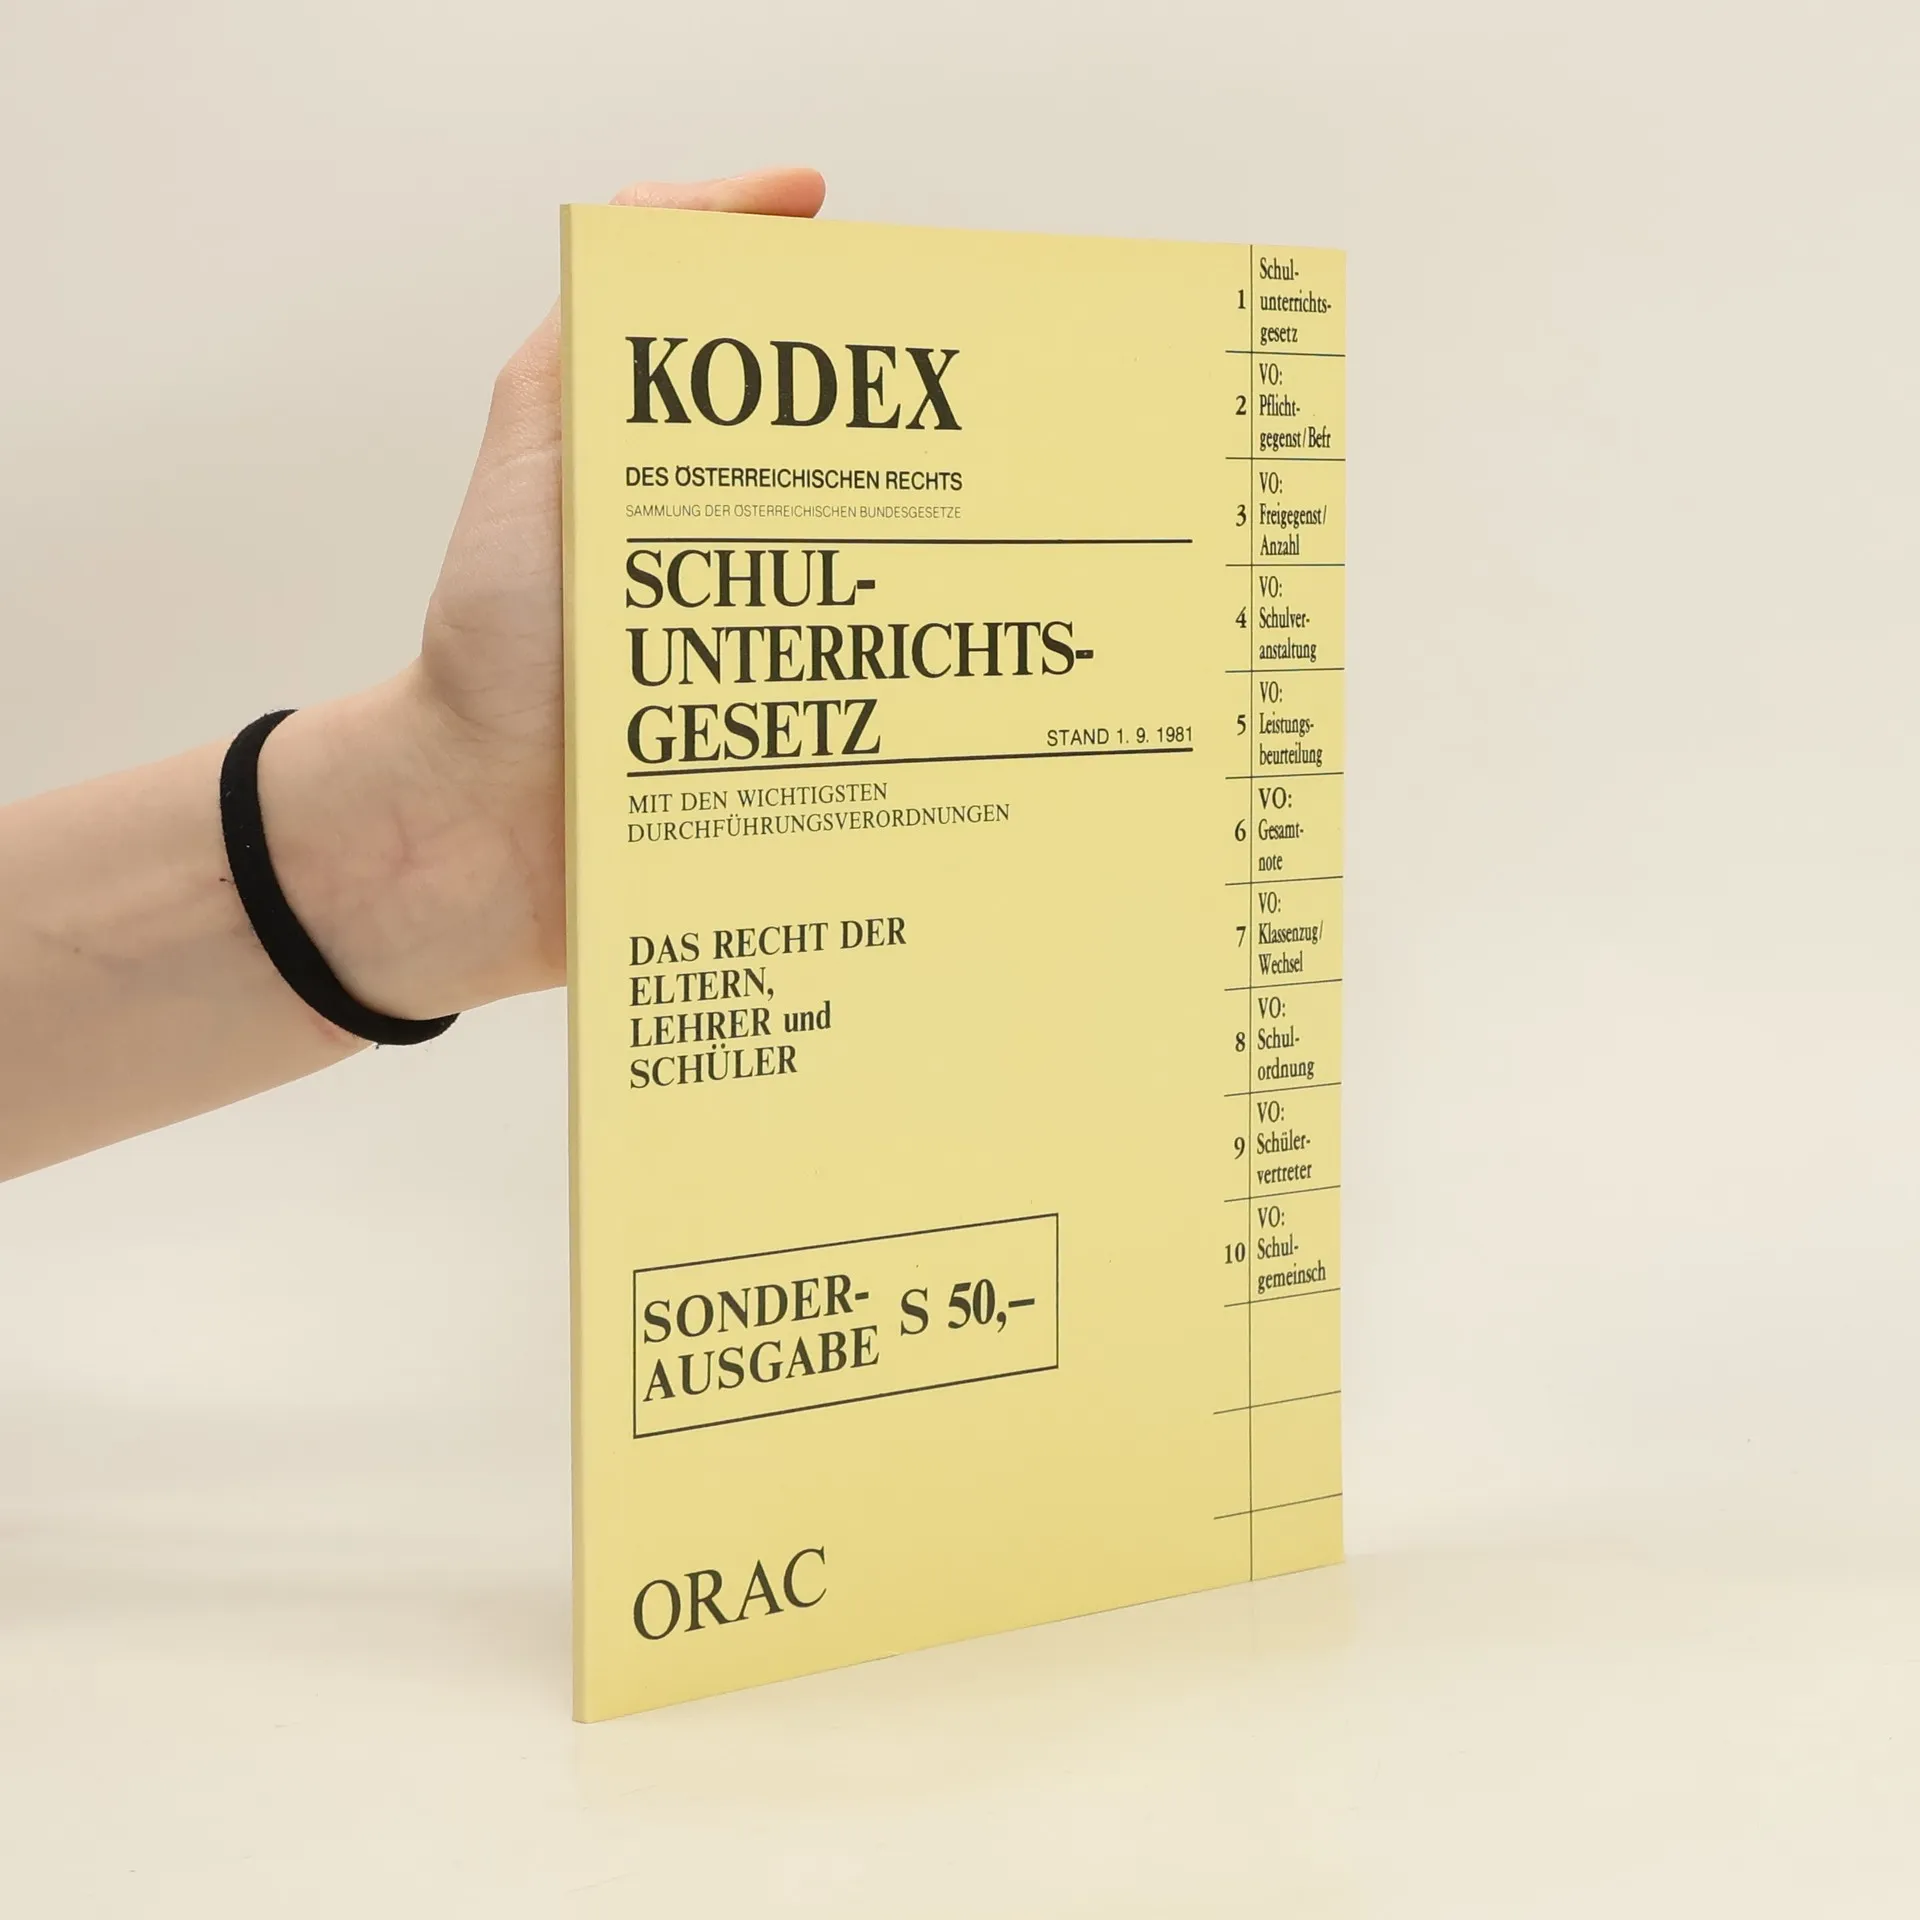 KODEX
DES ÖSTERREICHISCHEN RECHTS
SAMMLUNG DER ÖSTERREICHISCHEN BUNDESGESETZE
SCHUL-
UNTERRICHTS-
GESETZ
STAND 1. 9. 1981
MIT DEN WICHTIGSTEN
DURCHFÜHRUNGSVERORDNUNGEN
DAS RECHT DER
ELTERN,
LEHRER und
SCHÜLER
SONDER-
AUSGABE S 50,–
ORAC
1 Schul-
unterrichts-
gesetz
2 VO:
Pflicht-
gegenst/Befr
3 VO:
Freigegenst/
Anzahl
4 VO:
Schulver-
anstaltung
5 VO:
Leistungs-
beurteilung
6 VO:
Gesamt-
note
7 VO:
Klassenzug/
Wechsel
8 VO:
Schul-
ordnung
9 VO:
Schüler-
vertreter
10 VO:
Schul-
gemeinsch